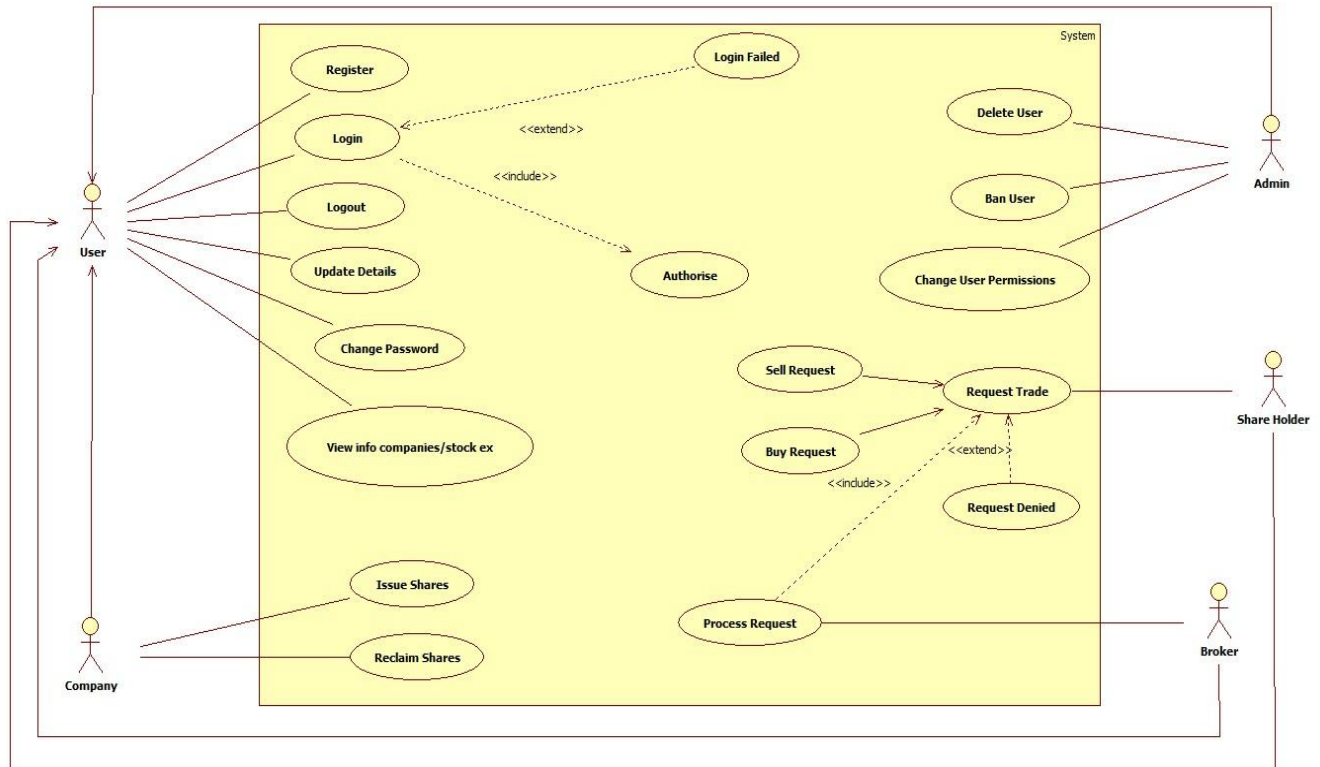 System
Login Failed
Register
Delete User
<<extend>>
Login
<<include>>
Admin
Ban User
Logout
User
Update Details
Authorise
Change User Permissions
Change Password
Sell Request
Request Trade
Share Holder
View info companies/stock ex
Buy Request
<<extend>>
<<include>>
Request Denied
Issue Shares
Process Request
Broker
Reclaim Shares
Company